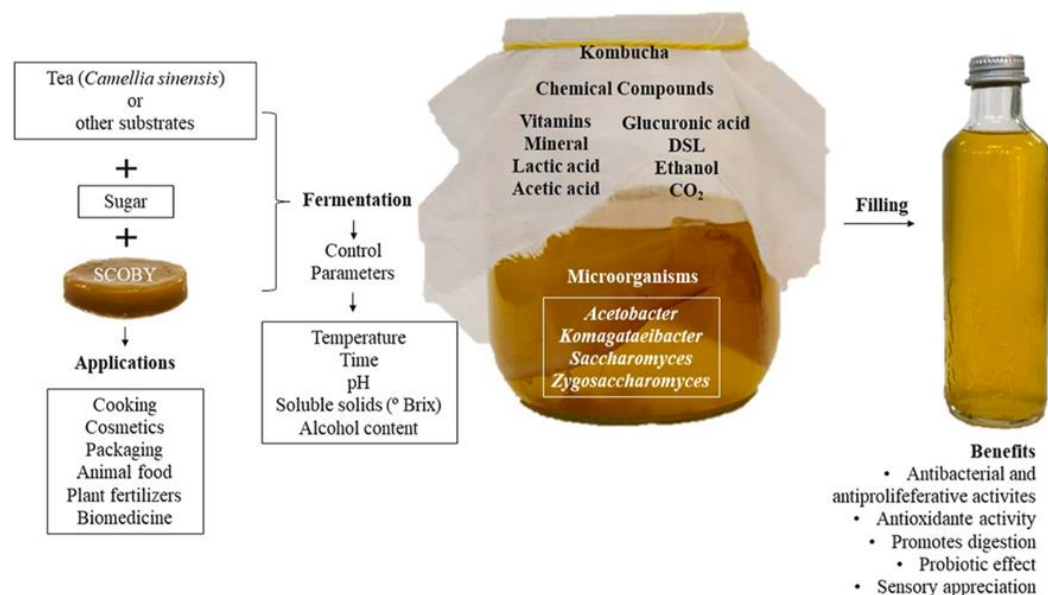 Tea (Camellia sinensis)
or
other substrates
+
Sugar
+
SCOBY
Applications
Cooking
Cosmetics
Packaging
Animal food
Plant fertilizers
Biomedicine
Fermentation
Control
Parameters
Temperature
Time
pH
Soluble solids (º Brix)
Alcohol content
Kombucha
Chemical Compounds
Vitamins
Mineral
Lactic acid
Acetic acid
Glucuronic acid
DSL
Ethanol
CO₂
Microorganisms
Acetobacter
Komagataeibacter
Saccharomyces
Zygosaccharomyces
Filling
Benefits
• Antibacterial and
antiprolifeferative activites
• Antioxidante activity
• Promotes digestion
• Probiotic effect
• Sensory appreciation